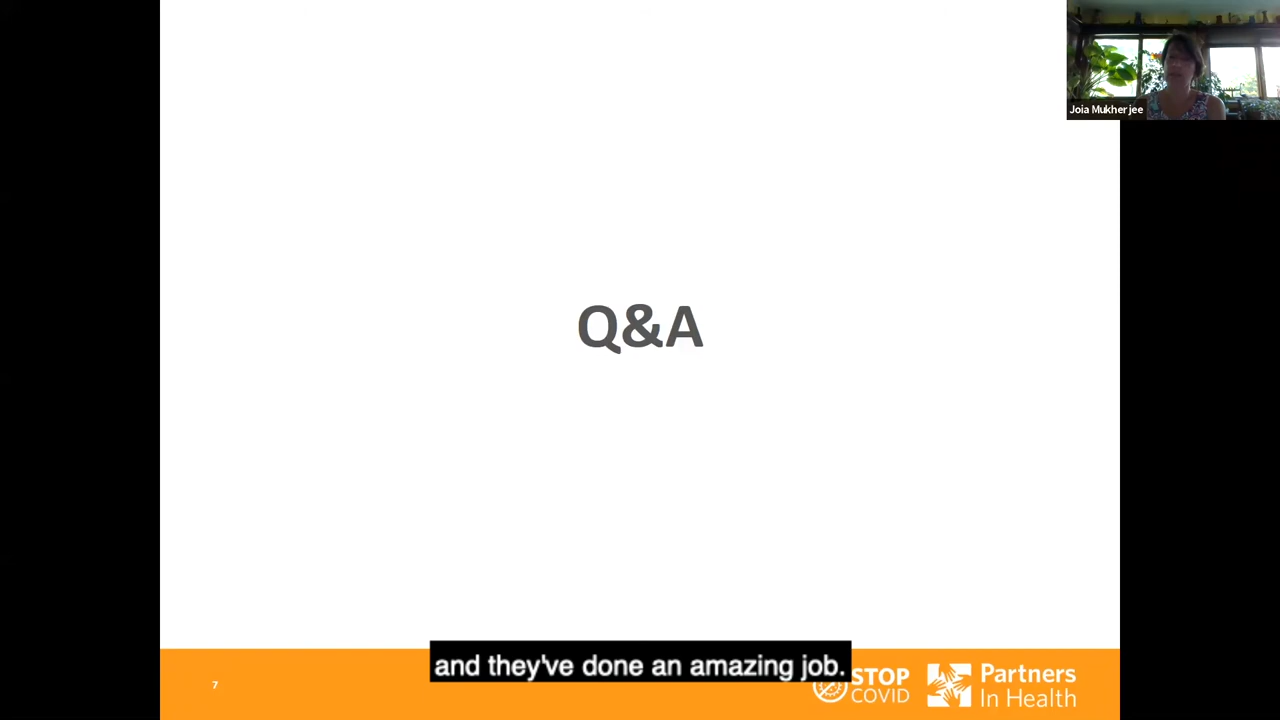 Joia Mukherjee
Q&A
and they've done an amazing job.
7
STOP
COVID
Partners
In Health